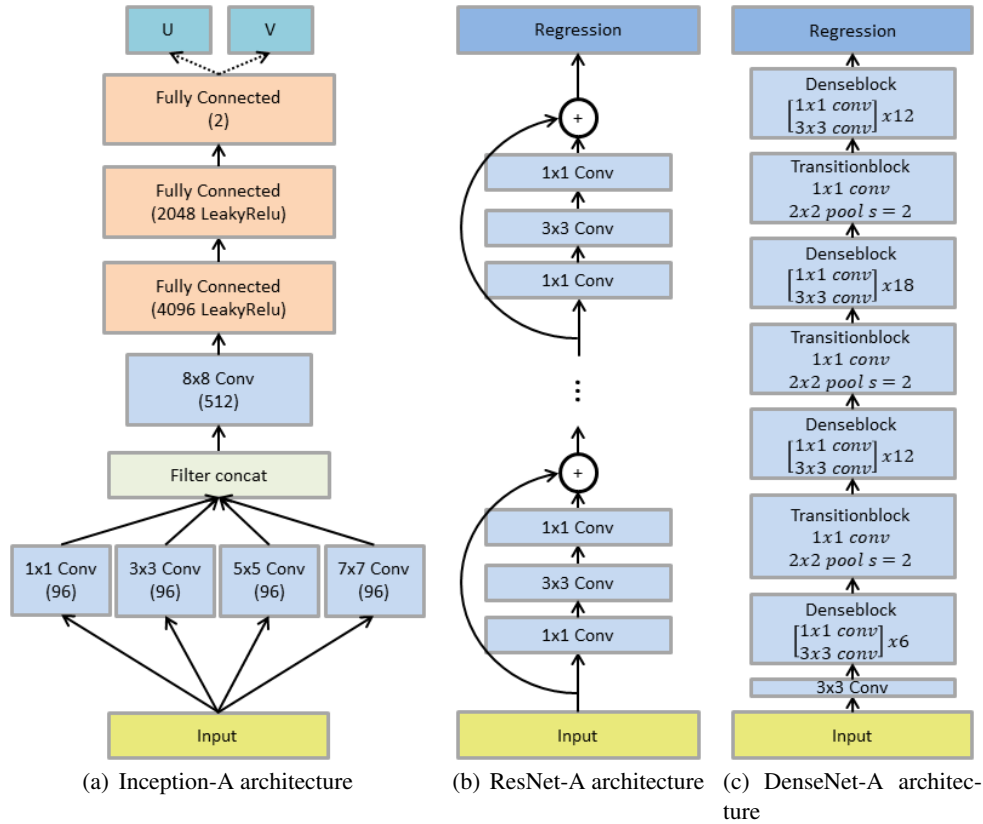 U
V
Fully Connected
(2)
Fully Connected
(2048 LeakyRelu)
Fully Connected
(4096 LeakyRelu)
8x8 Conv
(512)
Filter concat
1x1 Conv
(96)
3x3 Conv
(96)
5x5 Conv
(96)
7x7 Conv
(96)
Input
(a) Inception-A architecture
Regression
+
1x1 Conv
3x3 Conv
1x1 Conv
⋮
+
1x1 Conv
3x3 Conv
1x1 Conv
Input
(b) ResNet-A architecture
Regression
Denseblock
[1x1 conv
3x3 conv] x12
Transitionblock
1x1 conv
2x2 pool s = 2
Denseblock
[1x1 conv
3x3 conv] x18
Transitionblock
1x1 conv
2x2 pool s = 2
Denseblock
[1x1 conv
3x3 conv] x12
Transitionblock
1x1 conv
2x2 pool s = 2
Denseblock
[1x1 conv
3x3 conv] x6
3x3 Conv
Input
(c) DenseNet-A architec-
ture